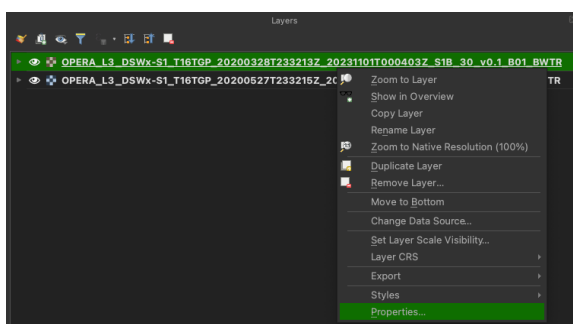 Layers
OPERA_L3_DSWx-S1_T16TGP_20200328T233213Z_20231101T000403Z_S1B_30_v0.1_B01_BWTR
OPERA_L3_DSWx-S1_T16TGP_20200527T233215Z_20 TR
Zoom to Layer
Show in Overview
Copy Layer
Rename Layer
Zoom to Native Resolution (100%)
Duplicate Layer
Remove Layer...
Move to Bottom
Change Data Source...
Set Layer Scale Visibility...
Layer CRS
Export
Styles
Properties...